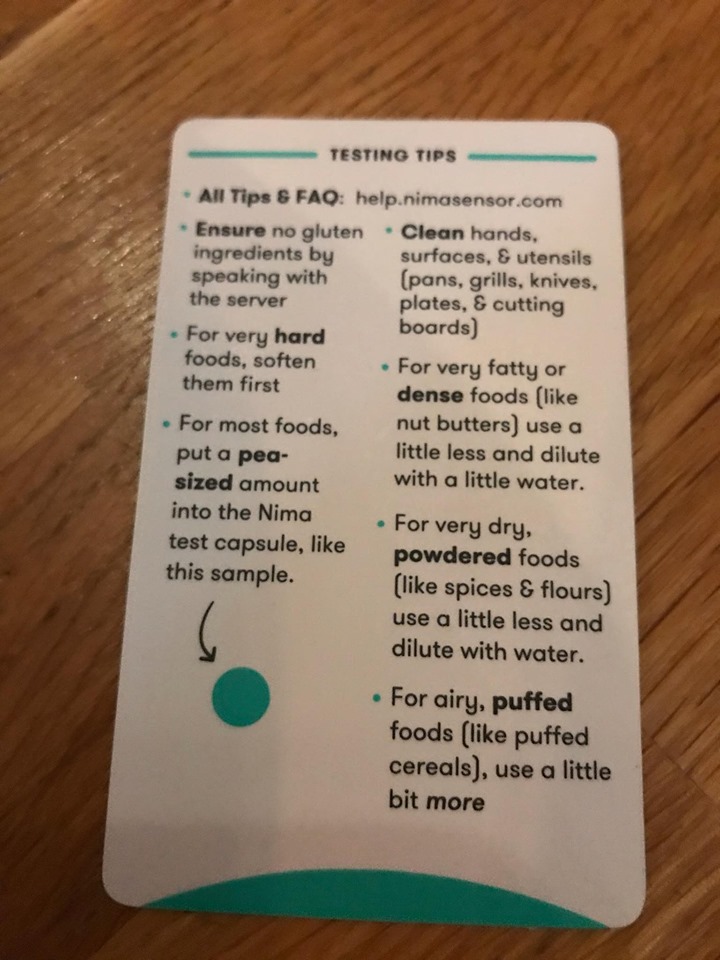 TESTING TIPS
• All Tips & FAQ: help.nimasensor.com
• Ensure no gluten
ingredients by
speaking with
the server
• For very hard
foods, soften
them first
• For most foods,
put a pea-
sized amount
into the Nima
test capsule, like
this sample.
• Clean hands,
surfaces, & utensils
(pans, grills, knives,
plates, & cutting
boards)
• For very fatty or
dense foods (like
nut butters) use a
little less and dilute
with a little water.
• For very dry,
powdered foods
(like spices & flours)
use a little less and
dilute with water.
• For airy, puffed
foods (like puffed
cereals), use a little
bit more